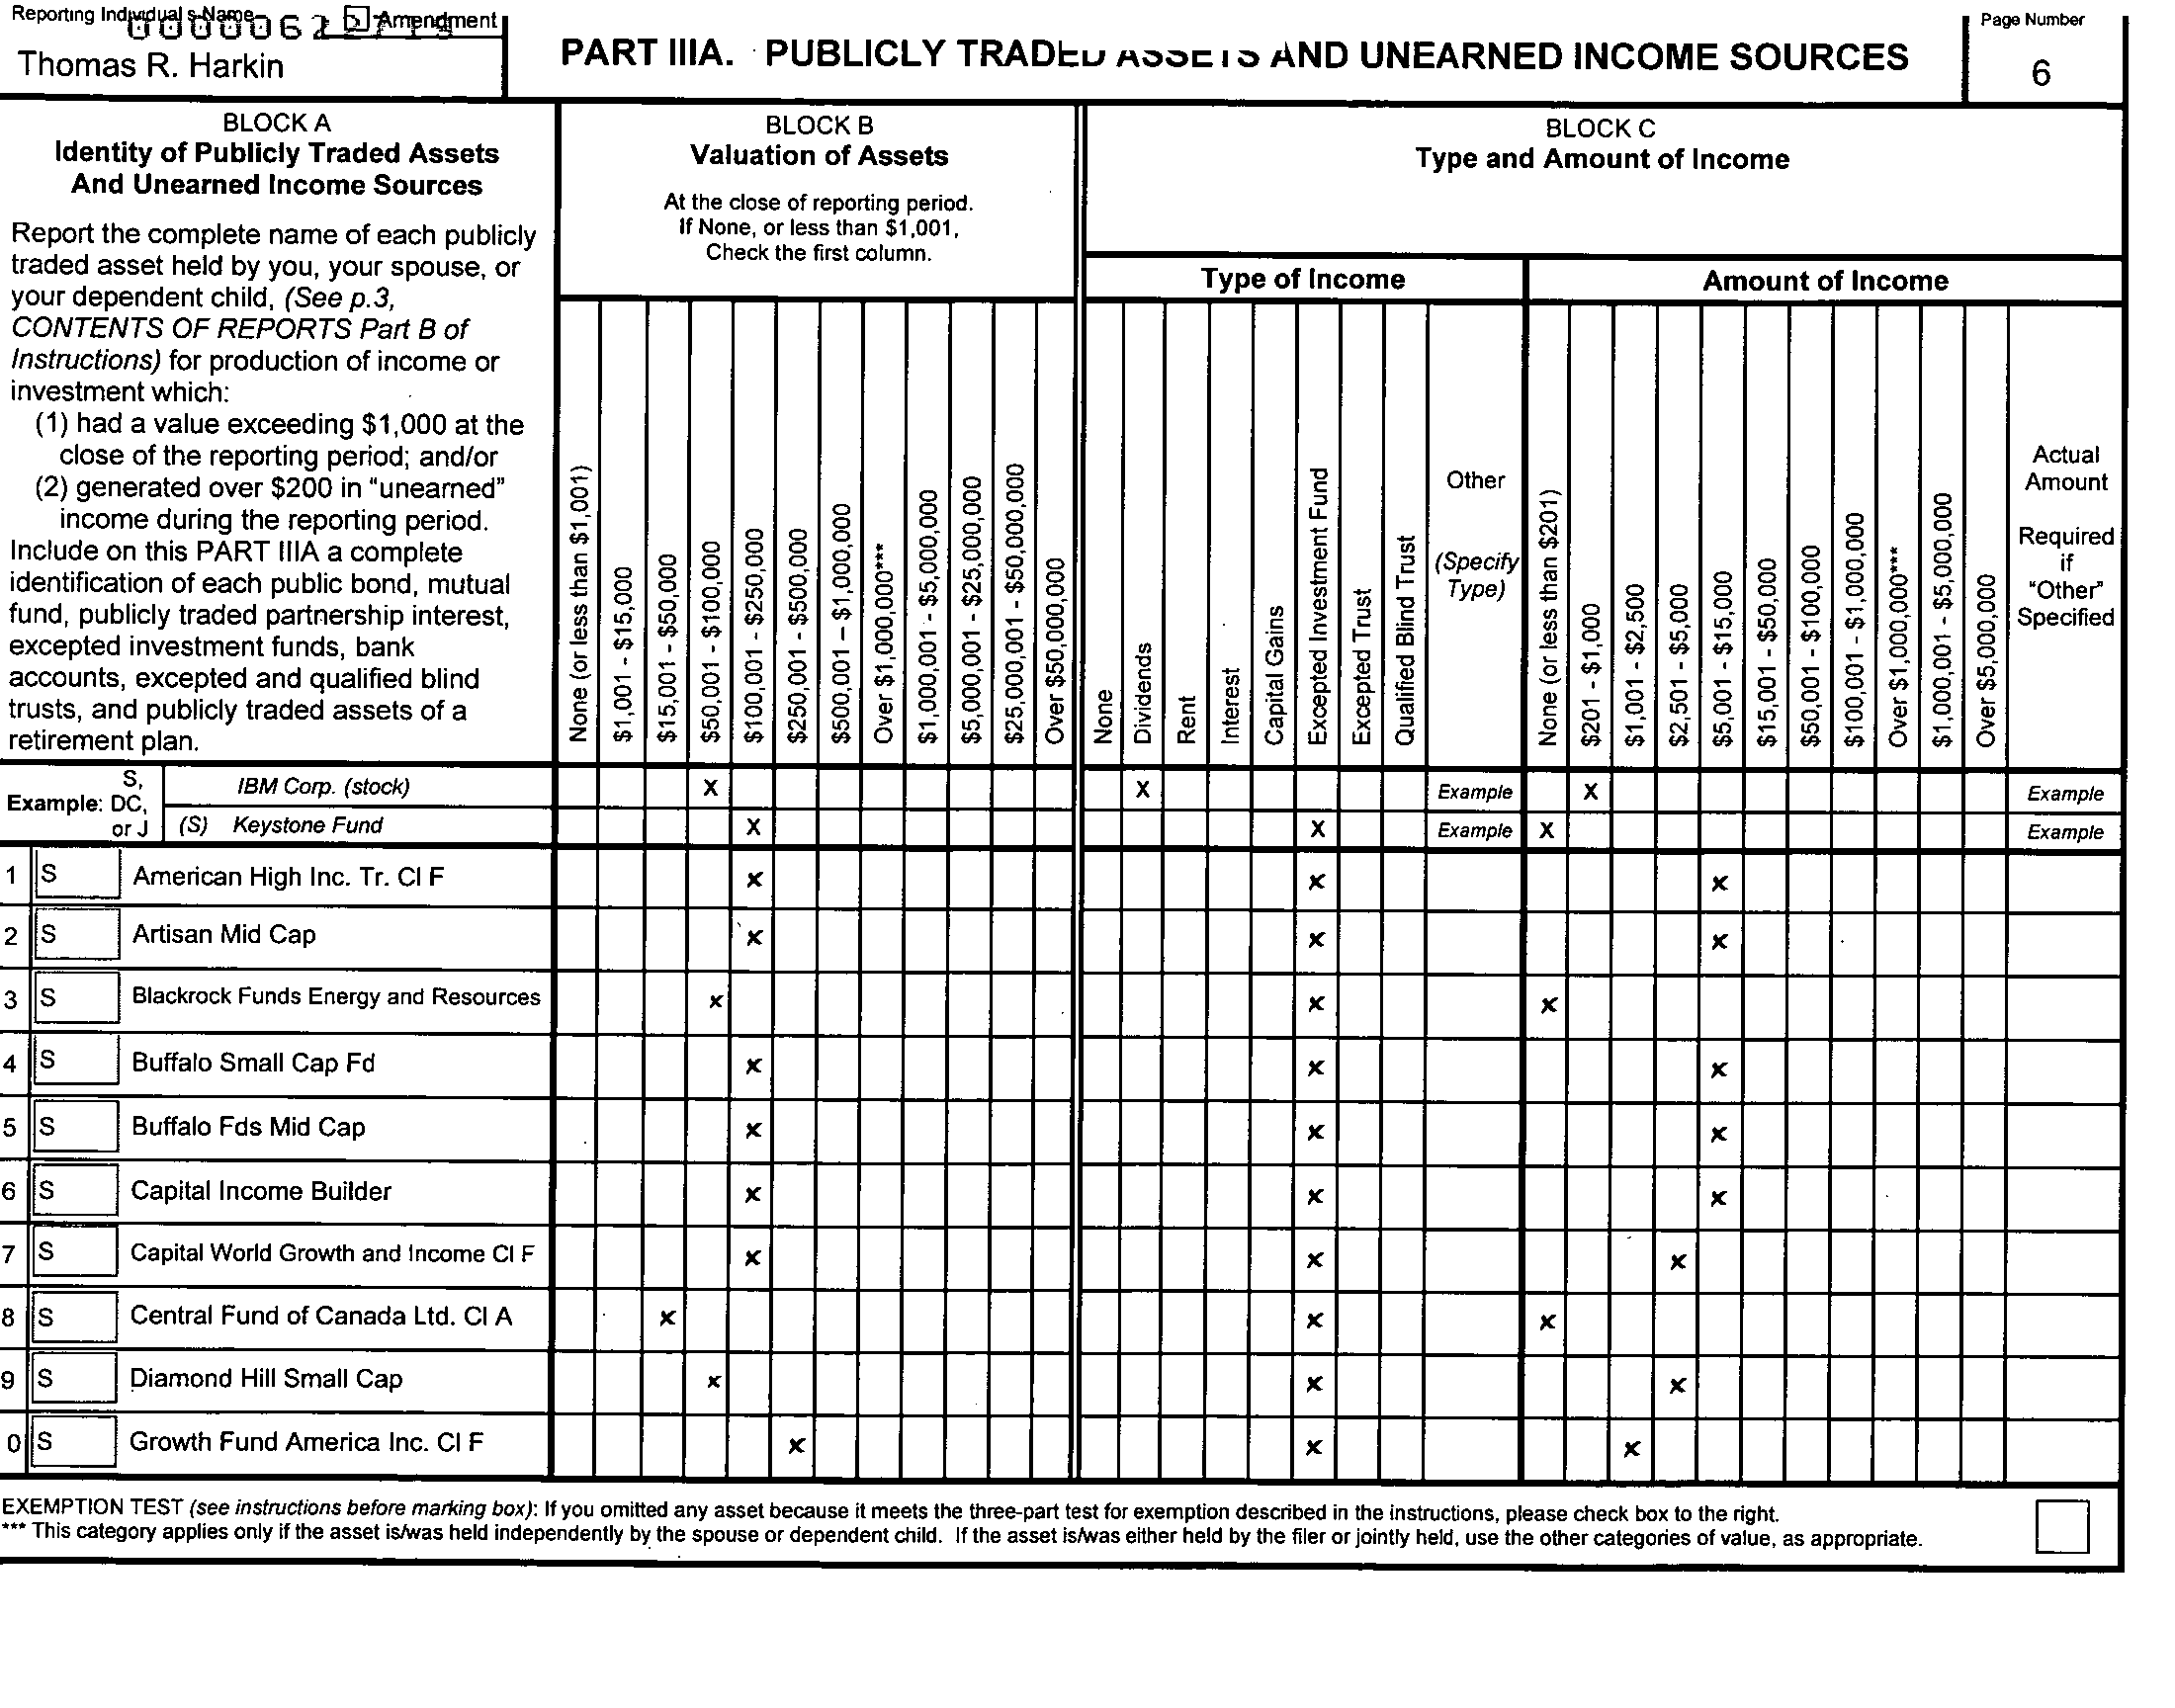 Reporting Individual's Name
Amendment
Thomas R. Harkin
PART IIIA. PUBLICLY TRADED ASSETS AND UNEARNED INCOME SOURCES
Page Number
6
BLOCK A
Identity of Publicly Traded Assets
And Unearned Income Sources
Report the complete name of each publicly
traded asset held by you, your spouse, or
your dependent child, (See p.3,
CONTENTS OF REPORTS Part B of
Instructions) for production of income or
investment which:
(1) had a value exceeding $1,000 at the
close of the reporting period; and/or
(2) generated over $200 in "unearned"
income during the reporting period.
Include on this PART IIIA a complete
identification of each public bond, mutual
fund, publicly traded partnership interest,
excepted investment funds, bank
accounts, excepted and qualified blind
trusts, and publicly traded assets of a
retirement plan.
BLOCK B
Valuation of Assets
At the close of reporting period.
If None, or less than $1,001,
Check the first column.
None (or less than $1,001)
$1,001 - $15,000
$15,001 - $50,000
$50,001 - $100,000
$100,001 - $250,000
$250,001 - $500,000
$500,001 – $1,000,000
Over $1,000,000***
$1,000,001 - $5,000,000
$5,000,001 - $25,000,000
$25,000,001 - $50,000,000
Over $50,000,000
BLOCK C
Type and Amount of Income
Type of Income
None
Dividends
Rent
Interest
Capital Gains
Excepted Investment Fund
Excepted Trust
Qualified Blind Trust
Other
(Specify
Type)
Amount of Income
None (or less than $201)
$201 - $1,000
$1,001 - $2,500
$2,501 - $5,000
$5,001 - $15,000
$15,001 - $50,000
$50,001 - $100,000
$100,001 - $1,000,000
Over $1,000,000***
$1,000,001 - $5,000,000
Over $5,000,000
Actual
Amount
Required
if
"Other"
Specified
Example: S, DC, or J
IBM Corp. (stock) X X Example X Example
(S) Keystone Fund X X Example X Example
1 S American High Inc. Tr. Cl F x x x
2 S Artisan Mid Cap x x x
3 S Blackrock Funds Energy and Resources x x x
4 S Buffalo Small Cap Fd x x x
5 S Buffalo Fds Mid Cap x x x
6 S Capital Income Builder x x x
7 S Capital World Growth and Income Cl F x x x
8 S Central Fund of Canada Ltd. Cl A x x x
9 S Diamond Hill Small Cap x x x
0 S Growth Fund America Inc. Cl F x x x
EXEMPTION TEST (see instructions before marking box): If you omitted any asset because it meets the three-part test for exemption described in the instructions, please check box to the right.
*** This category applies only if the asset is/was held independently by the spouse or dependent child. If the asset is/was either held by the filer or jointly held, use the other categories of value, as appropriate.